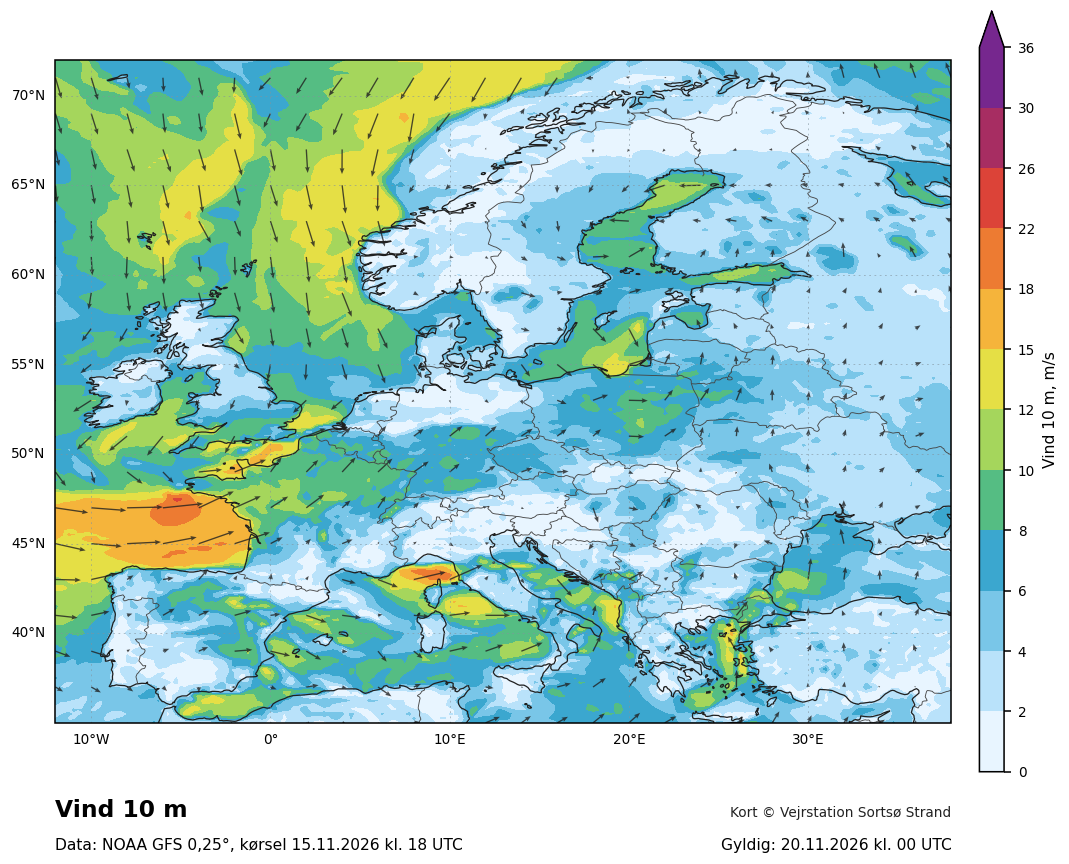 36
30
26
22
18
15
12
10
8
6
4
2
0
Vind 10 m, m/s
70°N
65°N
60°N
55°N
50°N
45°N
40°N
10°W
0°
10°E
20°E
30°E
Vind 10 m
Kort © Vejrstation Sortsø Strand
Data: NOAA GFS 0,25°, kørsel 15.11.2026 kl. 18 UTC
Gyldig: 20.11.2026 kl. 00 UTC